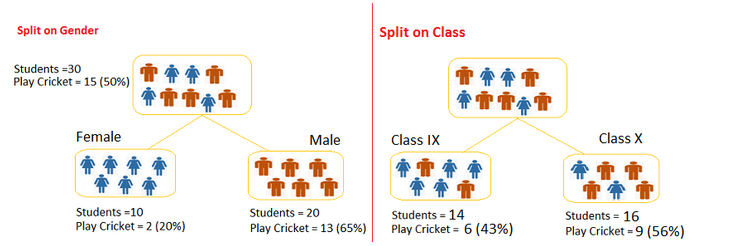 Split on Gender
Students =30
Play Cricket = 15 (50%)
Female
Male
Students =10
Play Cricket = 2 (20%)
Students = 20
Play Cricket = 13 (65%)
Split on Class
Class IX
Class X
Students = 14
Play Cricket = 6 (43%)
Students = 16
Play Cricket = 9 (56%)